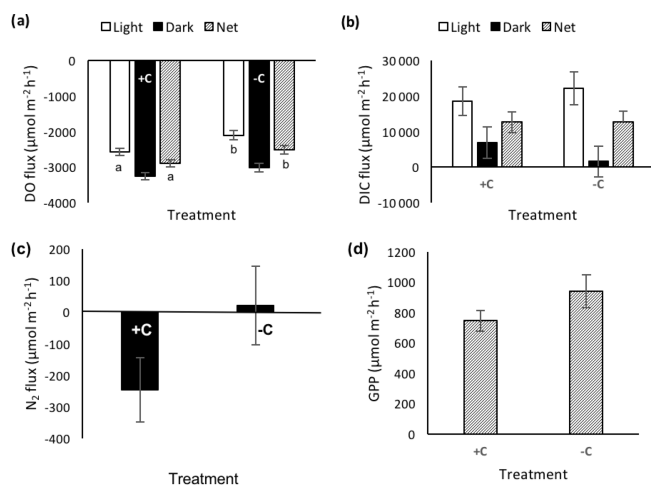 (a)
Light Dark Net
DO flux (µmol m⁻² h⁻¹)
0
-1000
-2000
-3000
-4000
+C
-C
a
a
b
b
Treatment
(b)
Light Dark Net
DIC flux (µmol m⁻² h⁻¹)
30 000
20 000
10 000
0
-10 000
+C
-C
Treatment
(c)
N₂ flux (µmol m⁻² h⁻¹)
200
100
0
-100
-200
-300
-400
+C
-C
Treatment
(d)
GPP (µmol m⁻² h⁻¹)
1200
1000
800
600
400
200
0
+C
-C
Treatment